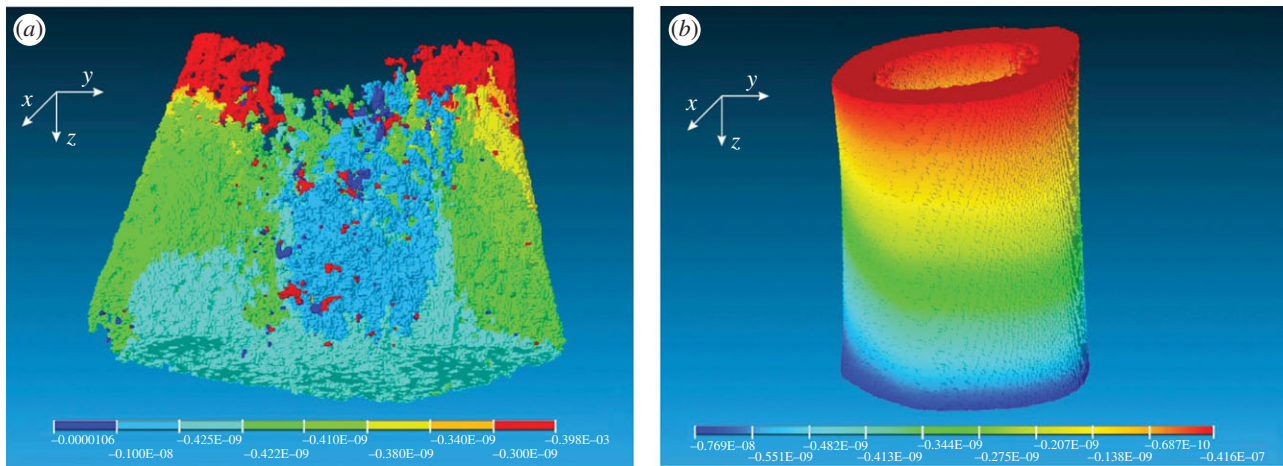 (a)
x
y
z
−0.0000106 −0.425E−09 −0.410E−09 −0.340E−09 −0.398E−03
−0.100E−08 −0.422E−09 −0.380E−09 −0.300E−09
(b)
x
y
z
−0.769E−08 −0.482E−09 −0.344E−09 −0.207E−09 −0.687E−10
−0.551E−09 −0.413E−09 −0.275E−09 −0.138E−09 −0.416E−07